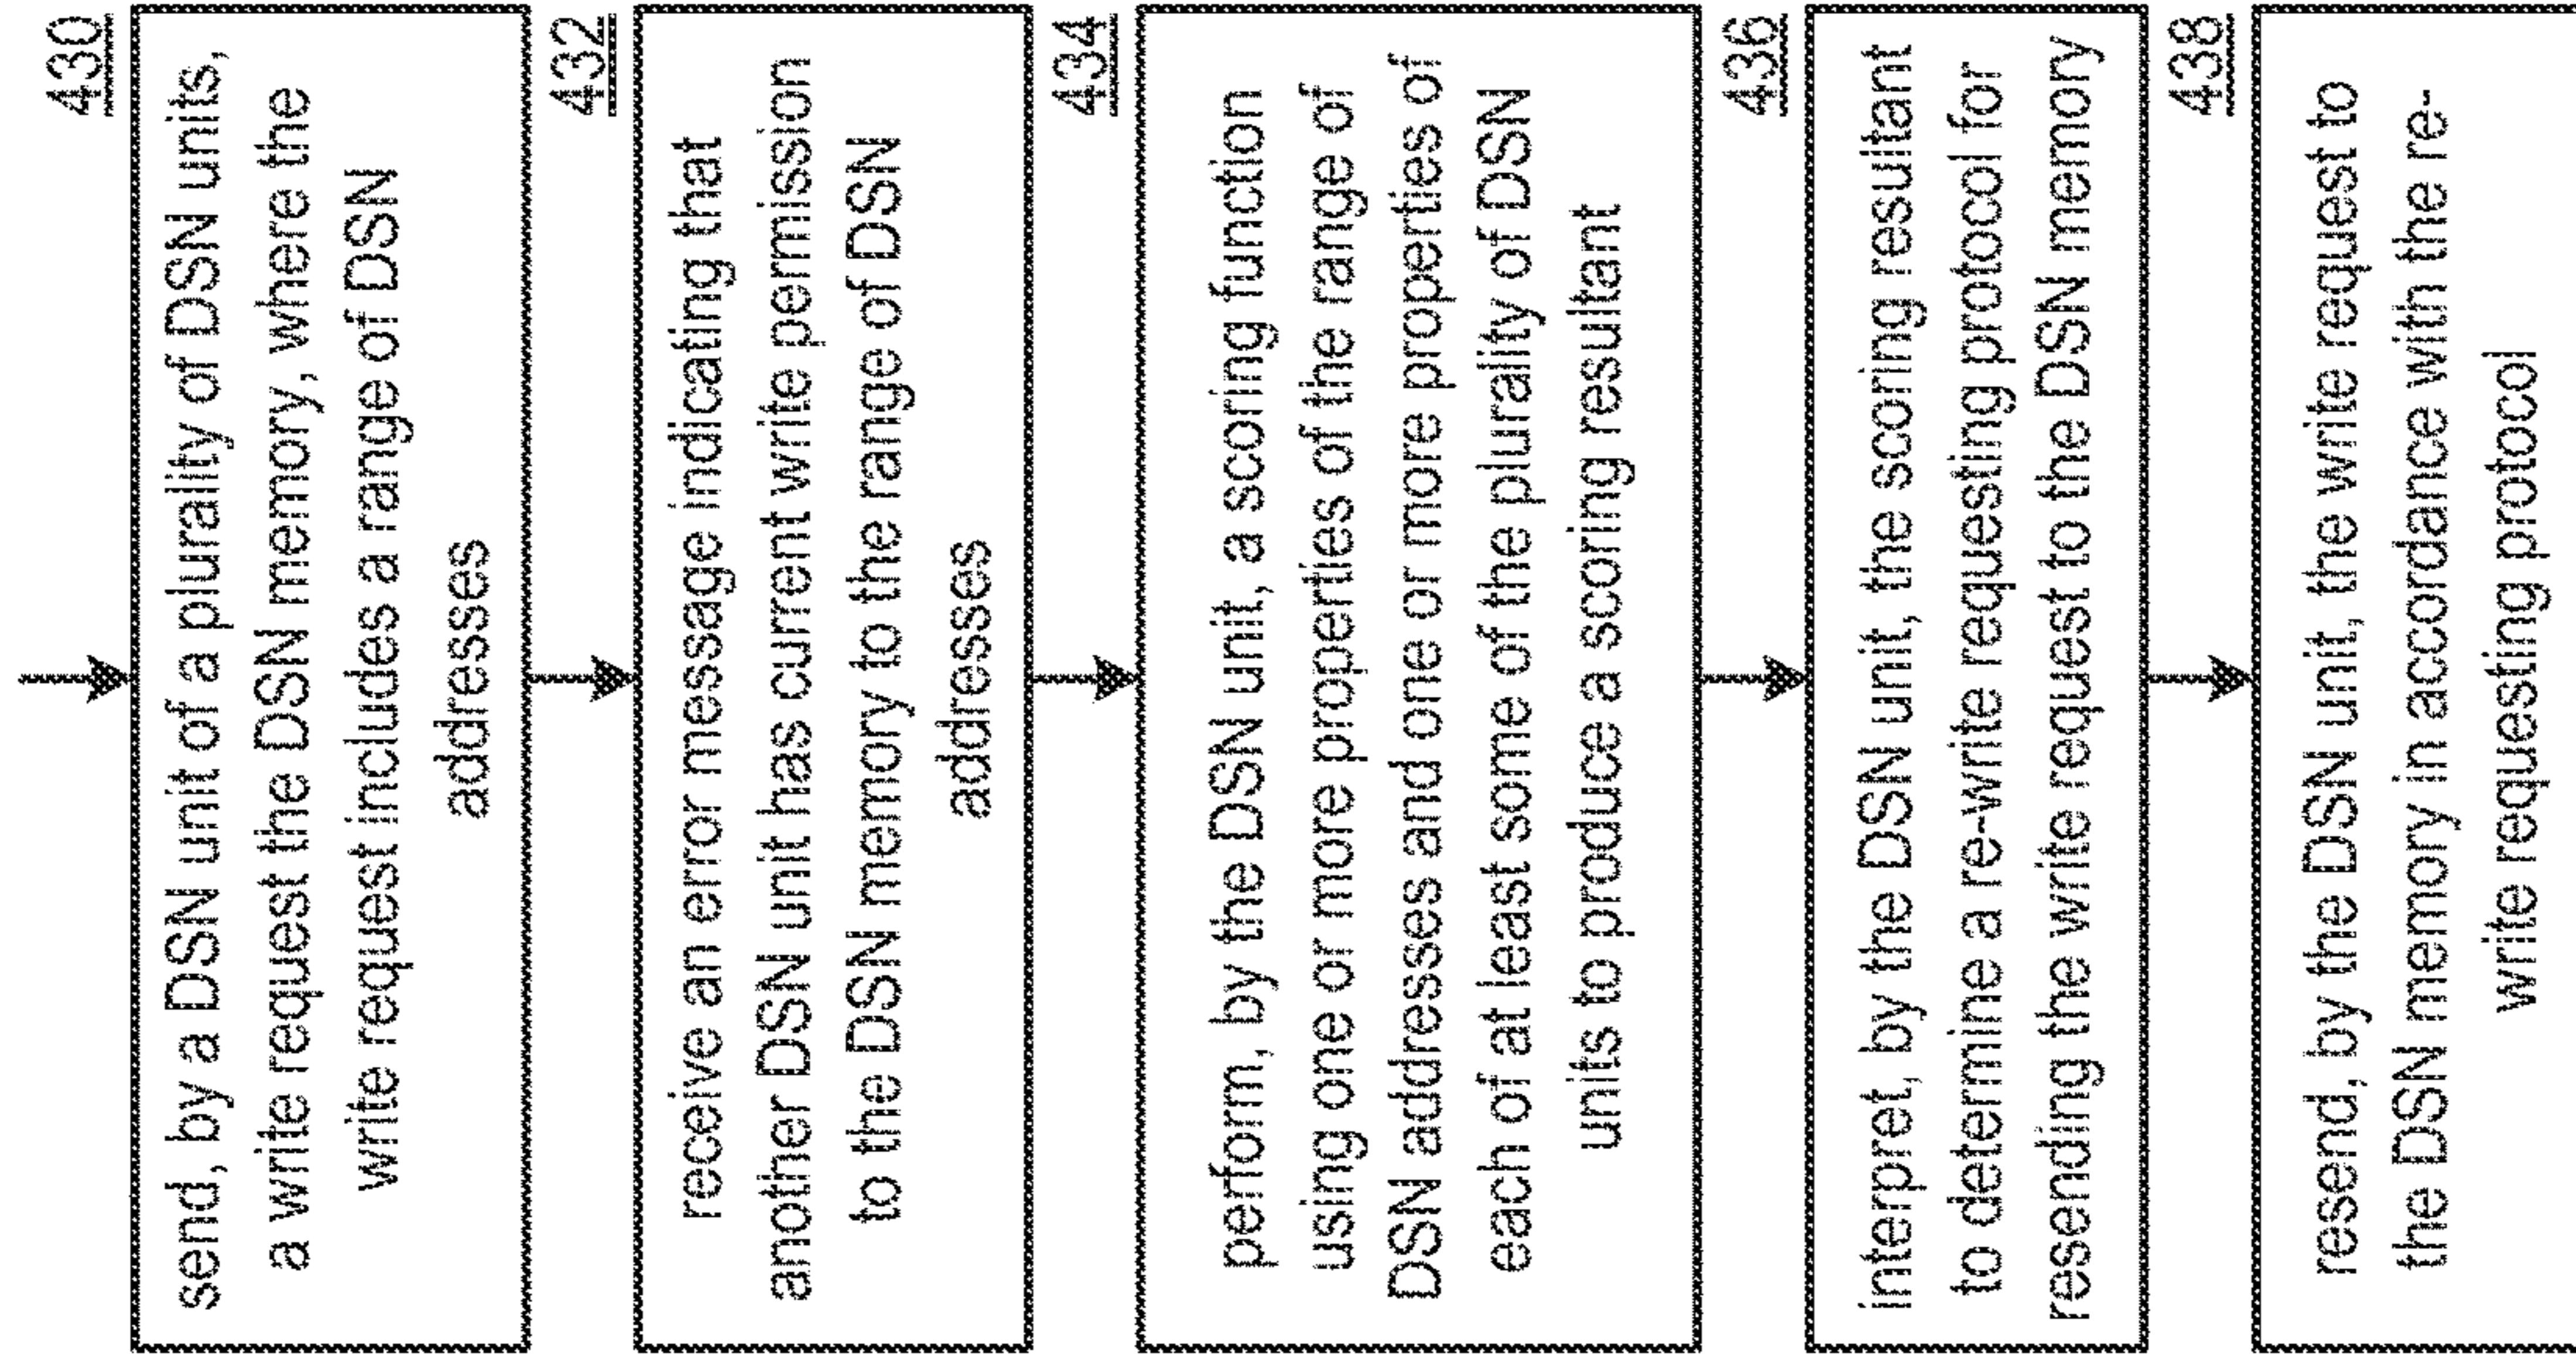 430
send, by a DSN unit of a plurality of DSN units,
a write request the DSN memory, where the
write request includes a range of DSN
addresses
432
receive an error message indicating that
another DSN unit has current write permission
to the DSN memory to the range of DSN
addresses
434
perform, by the DSN unit, a scoring function
using one or more properties of the range of
DSN addresses and one or more properties of
each of at least some of the plurality of DSN
units to produce a scoring resultant
436
interpret, by the DSN unit, the scoring resultant
to determine a re-write requesting protocol for
resending the write request to the DSN memory
438
resend, by the DSN unit, the write request to
the DSN memory in accordance with the re-
write requesting protocol